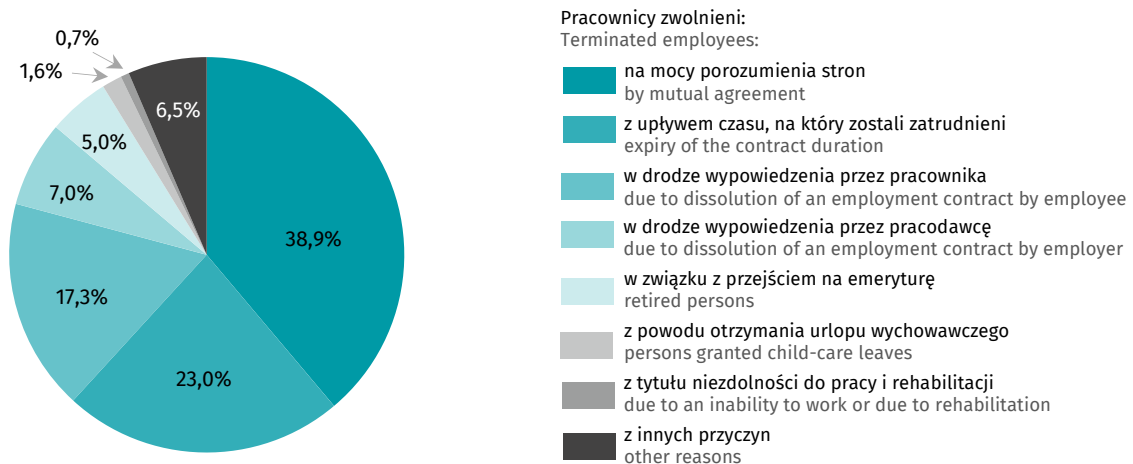 0,7%
1,6%
6,5%
5,0%
7,0%
38,9%
17,3%
23,0%
Pracownicy zwolnieni:
Terminated employees:
na mocy porozumienia stron
by mutual agreement
z upływem czasu, na który zostali zatrudnieni
expiry of the contract duration
w drodze wypowiedzenia przez pracownika
due to dissolution of an employment contract by employee
w drodze wypowiedzenia przez pracodawcę
due to dissolution of an employment contract by employer
w związku z przejściem na emeryturę
retired persons
z powodu otrzymania urlopu wychowawczego
persons granted child-care leaves
z tytułu niezdolności do pracy i rehabilitacji
due to an inability to work or due to rehabilitation
z innych przyczyn
other reasons